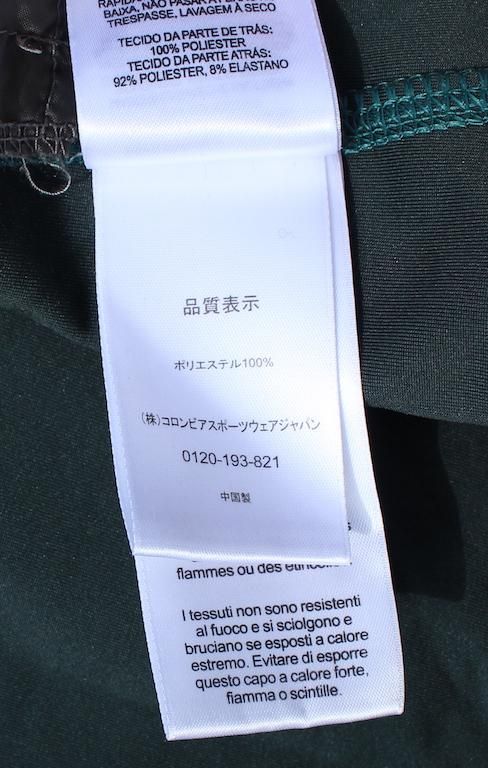 BAIXA, NÃO PASSAR A FERRO
TRESPASSE, LAVAGEM À SECO
TECIDO DA PARTE DE TRÁS:
100% POLIESTER
TECIDO DA PARTE ATRÁS:
92% POLIESTER, 8% ELASTANO
品質表示
ポリエステル100%
(株)コロンビアスポーツウェアジャパン
0120-193-821
中国製
flammes ou des
I tessuti non sono resistenti
al fuoco e si sciolgono e
bruciano se esposti a calore
estremo. Evitare di esporre
questo capo a calore forte,
fiamma o scintille.